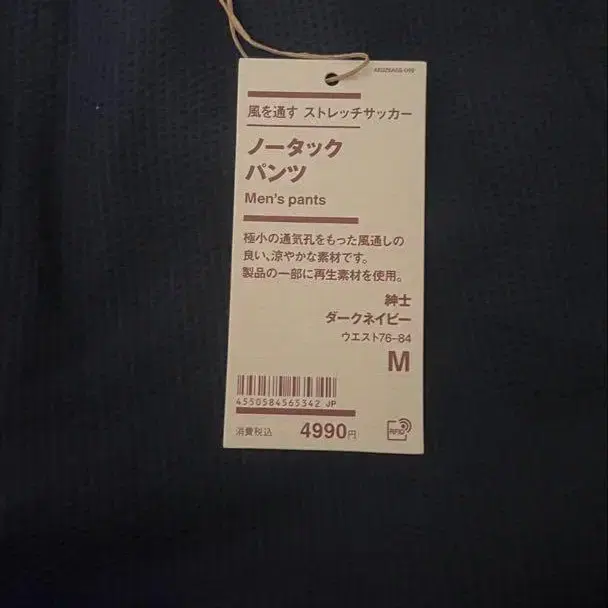 風を通す ストレッチサッカー
ノータック
パンツ
Men's pants
極小の通気孔をもった風通しの
良い、涼やかな素材です。
製品の一部に再生素材を使用。
紳士
ダークネイビー
ウエスト76-84
M
4550584565342 JP
消費税込 4990円
RFID